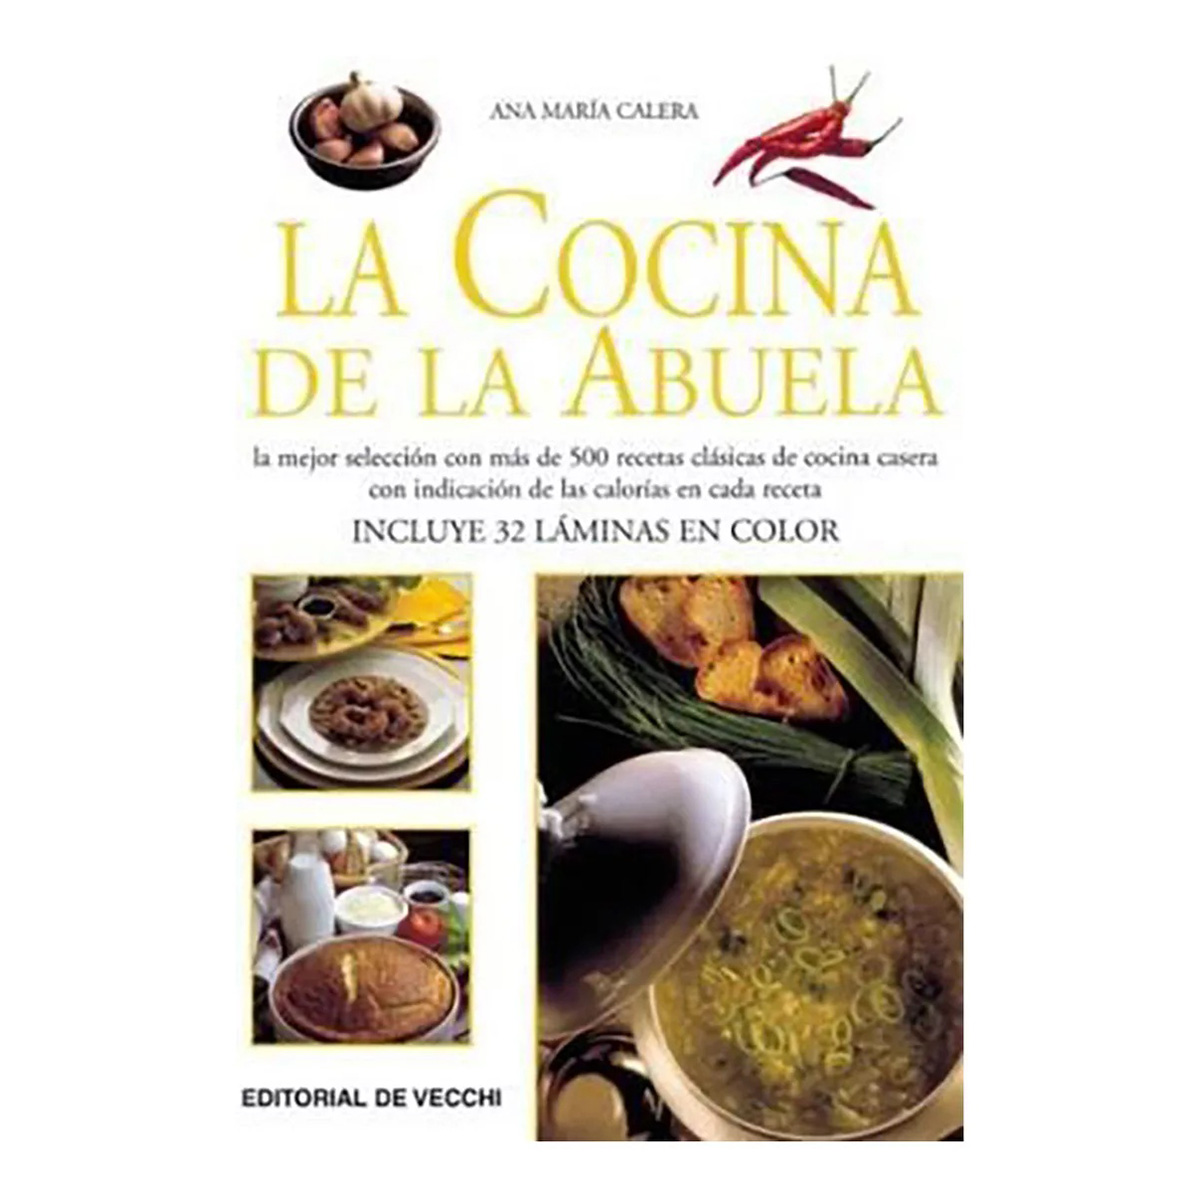 ANA MARÍA CALERA
LA COCINA
DE LA ABUELA
la mejor selección con más de 500 recetas clásicas de cocina casera
con indicación de las calorías en cada receta
INCLUYE 32 LÁMINAS EN COLOR
EDITORIAL DE VECCHI